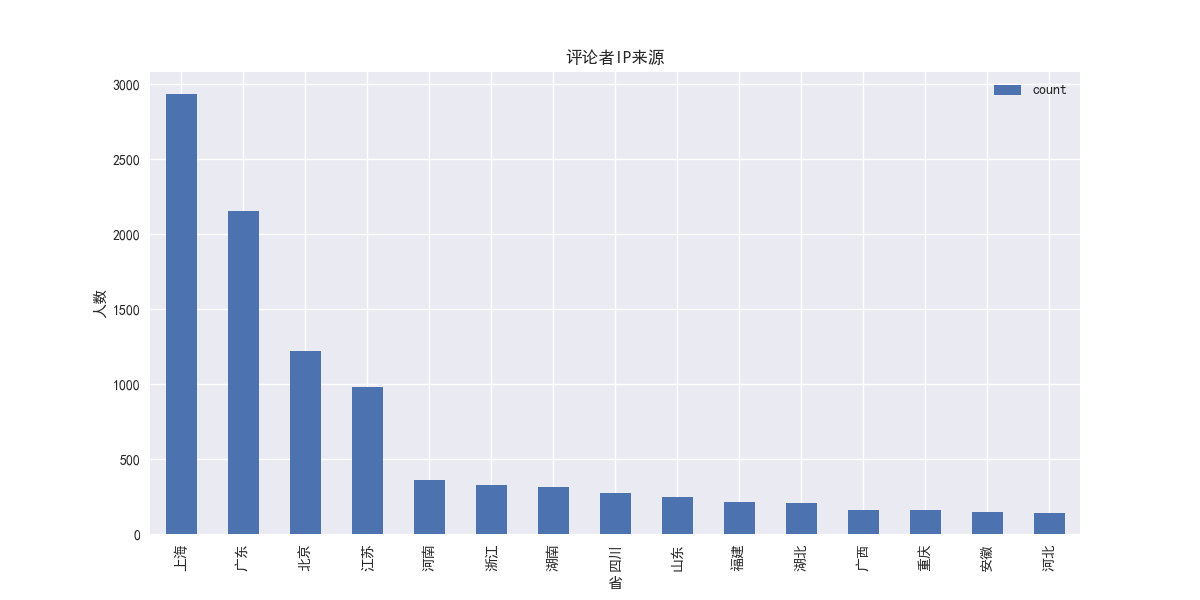 评论者IP来源
count
人数
3000
2500
2000
1500
1000
500
0
上海
广东
北京
江苏
河南
浙江
湖南
四川
山东
福建
湖北
广西
重庆
安徽
河北
省